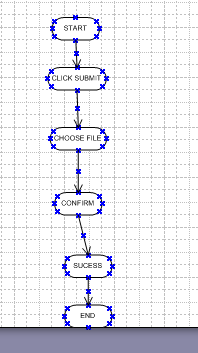 START
CLICK SUBMIT
CHOOSE FILE
CONFIRM
SUCESS
END